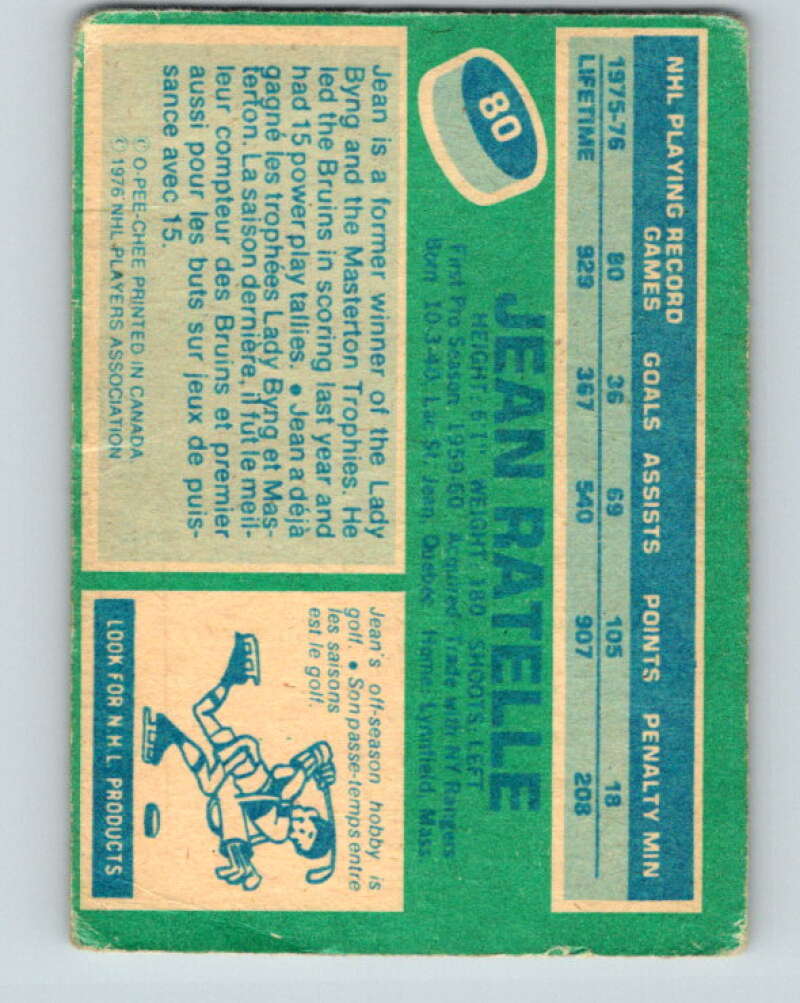 NHL PLAYING RECORD
GAMES GOALS ASSISTS POINTS PENALTY MIN
1975-76 80 36 69 105 18
LIFETIME 929 367 540 907 208
80
JEAN RATELLE
HEIGHT: 6'1" WEIGHT: 180 SHOOTS: LEFT
First Pro Season, 1959-60 Acquired: Trade with NY Rangers
Born 10-3-40, Lac St. Jean, Quebec Home: Lynnfield, Mass.
Jean is a former winner of the Lady
Byng and the Masterton Trophies. He
led the Bruins in scoring last year and
had 15 power play tallies. • Jean a déjà
gagné les trophées Lady Byng et Mas-
terton. La saison dernière, il fut le meil-
leur compteur des Bruins et premier
aussi pour les buts sur jeux de puis-
sance avec 15.
© O-PEE-CHEE PRINTED IN CANADA
© 1976 NHL PLAYERS ASSOCIATION
Jean's off-season hobby is
golf. • Son passe-temps entre
les saisons
est le golf.
LOOK FOR N.H.L. PRODUCTS